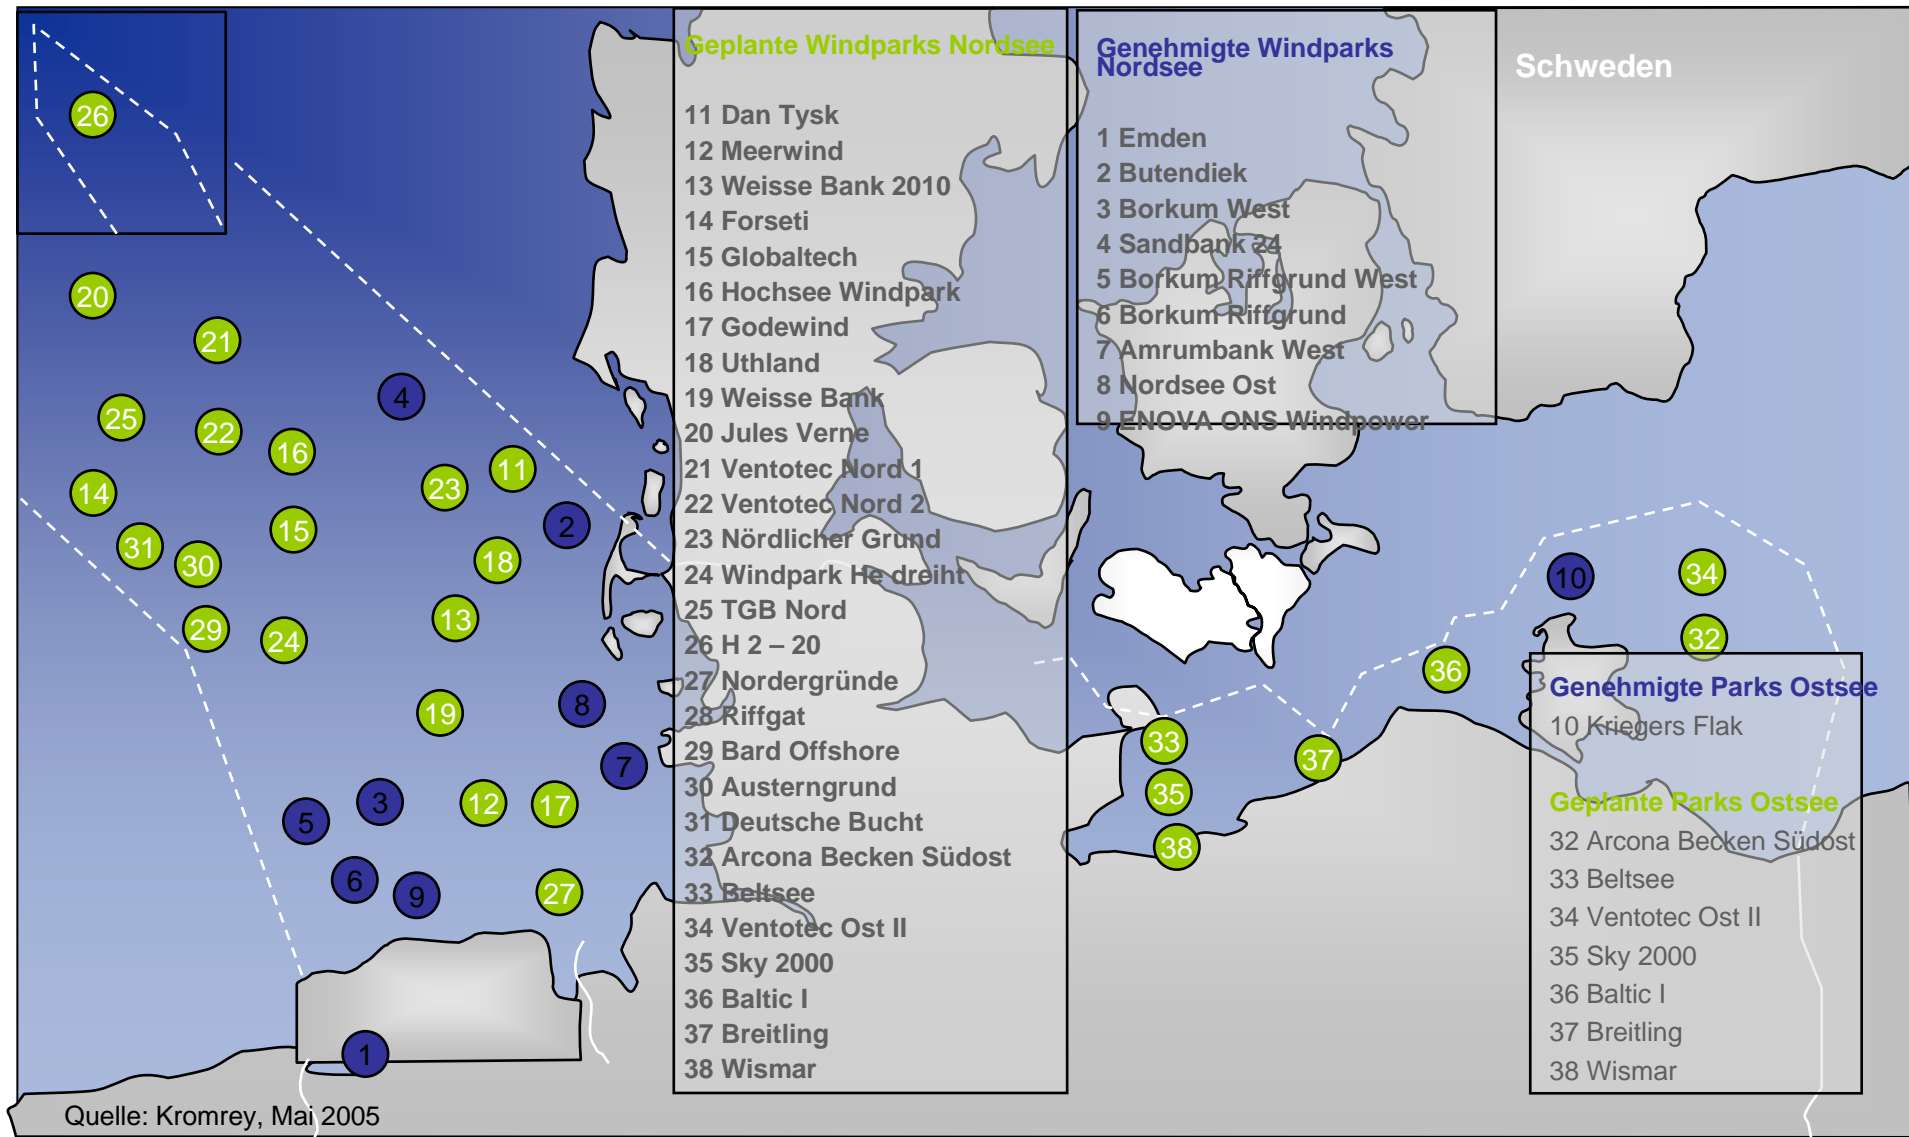 Geplante Windparks Nordsee
11 Dan Tysk
12 Meerwind
13 Weisse Bank 2010
14 Forseti
15 Globaltech
16 Hochsee Windpark
17 Godewind
18 Uthland
19 Weisse Bank
20 Jules Verne
21 Ventotec Nord 1
22 Ventotec Nord 2
23 Nördlicher Grund
24 Windpark He dreiht
25 TGB Nord
26 H 2 – 20
27 Nordergründe
28 Riffgat
29 Bard Offshore
30 Austerngrund
31 Deutsche Bucht
32 Arcona Becken Südost
33 Beltsee
34 Ventotec Ost II
35 Sky 2000
36 Baltic I
37 Breitling
38 Wismar
Genehmigte Windparks
Nordsee
1 Emden
2 Butendiek
3 Borkum West
4 Sandbank 24
5 Borkum Riffgrund West
6 Borkum Riffgrund
7 Amrumbank West
8 Nordsee Ost
9 ENOVA ONS Windpower
Schweden
Genehmigte Parks Ostsee
10 Kriegers Flak
Geplante Parks Ostsee
32 Arcona Becken Südost
33 Beltsee
34 Ventotec Ost II
35 Sky 2000
36 Baltic I
37 Breitling
38 Wismar
26
20
21
4
25
22
16
11
23
14
2
15
31
30
18
29
24
13
8
19
7
3
12
17
5
6
9
27
1
10
34
32
36
33
37
35
38
Quelle: Kromrey, Mai 2005